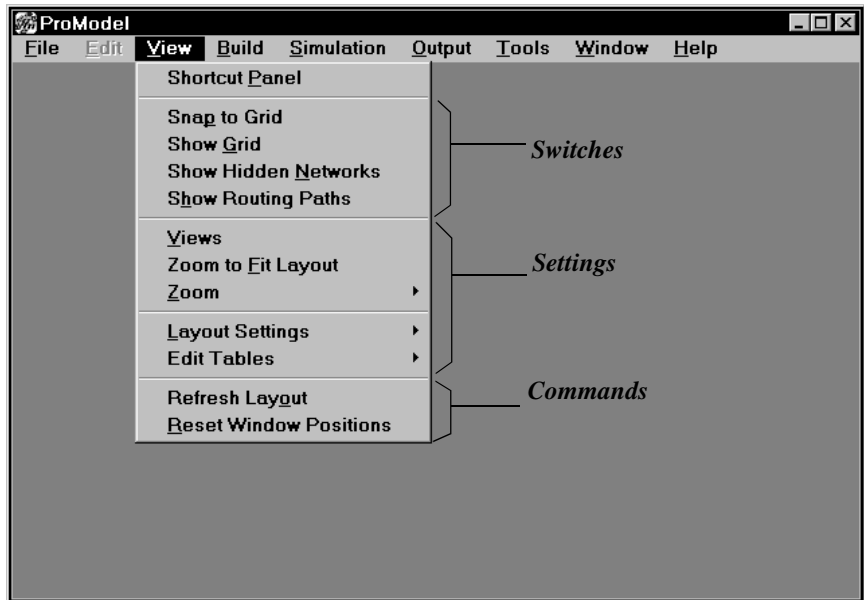 ProModel
File Edit View Build Simulation Output Tools Window Help
Shortcut Panel
Snap to Grid
Show Grid
Show Hidden Networks
Show Routing Paths
Switches
Views
Zoom to Fit Layout
Zoom
Settings
Layout Settings
Edit Tables
Refresh Layout
Reset Window Positions
Commands